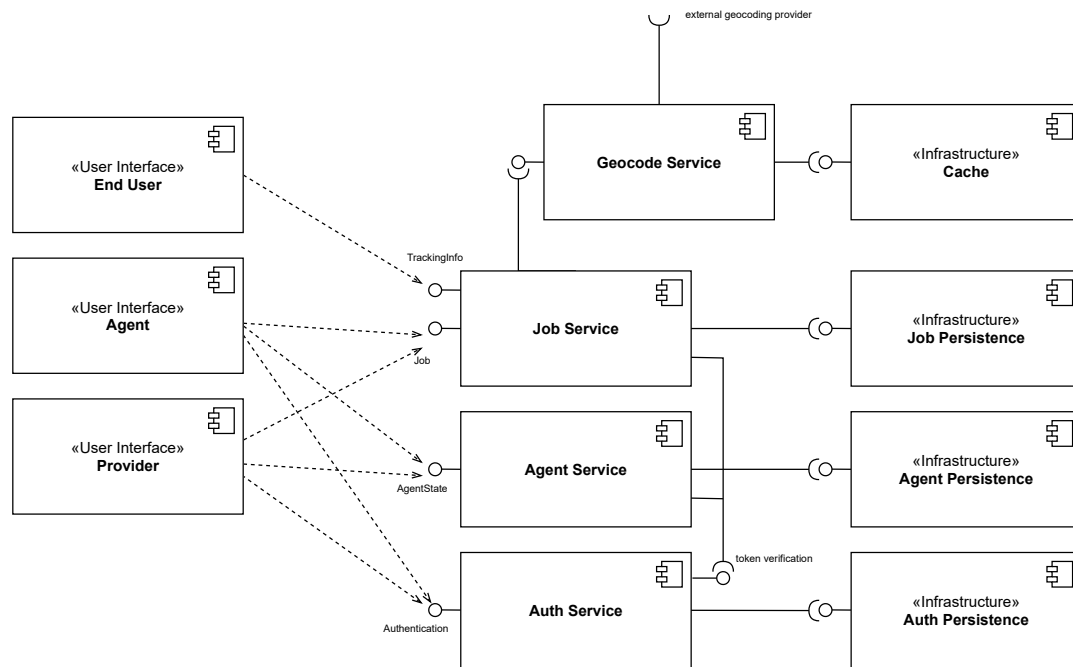 external geocoding provider
«User Interface»
End User
Geocode Service
«Infrastructure»
Cache
TrackingInfo
«User Interface»
Agent
Job Service
Job
«Infrastructure»
Job Persistence
«User Interface»
Provider
Agent Service
AgentState
«Infrastructure»
Agent Persistence
token verification
Auth Service
Authentication
«Infrastructure»
Auth Persistence